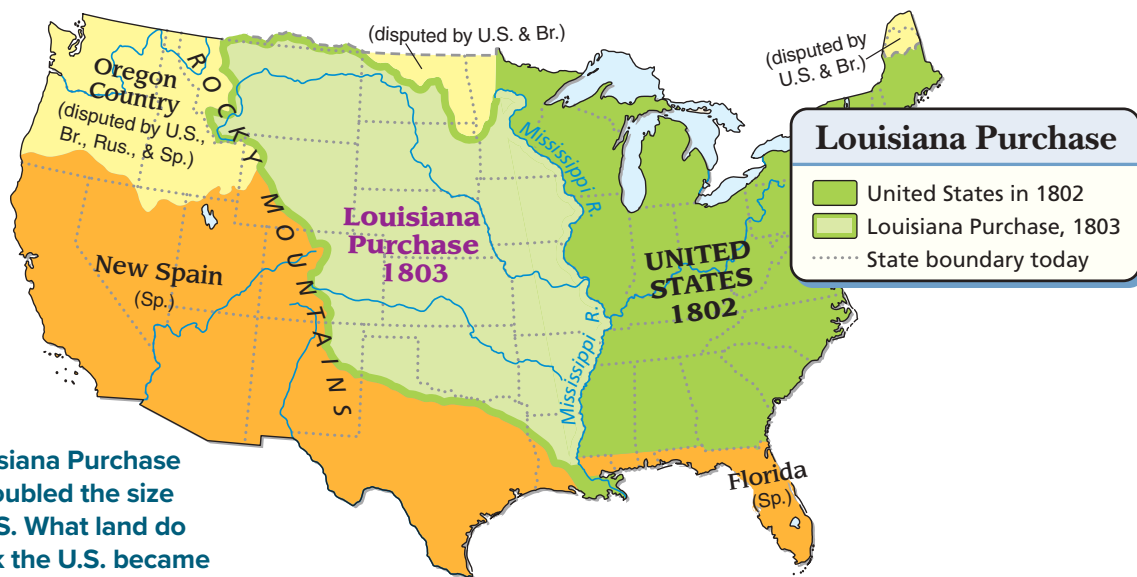 (disputed by U.S. & Br.)
(disputed by
U.S. & Br.)
Oregon
Country
(disputed by U.S.,
Br., Rus., & Sp.)
ROCKY MOUNTAINS
Mississippi R.
Louisiana Purchase
United States in 1802
Louisiana Purchase, 1803
State boundary today
Louisiana
Purchase
1803
UNITED
STATES
1802
New Spain
(Sp.)
Mississippi R.
Florida
(Sp.)
Purchase
the size
S. What land do
the U.S. became